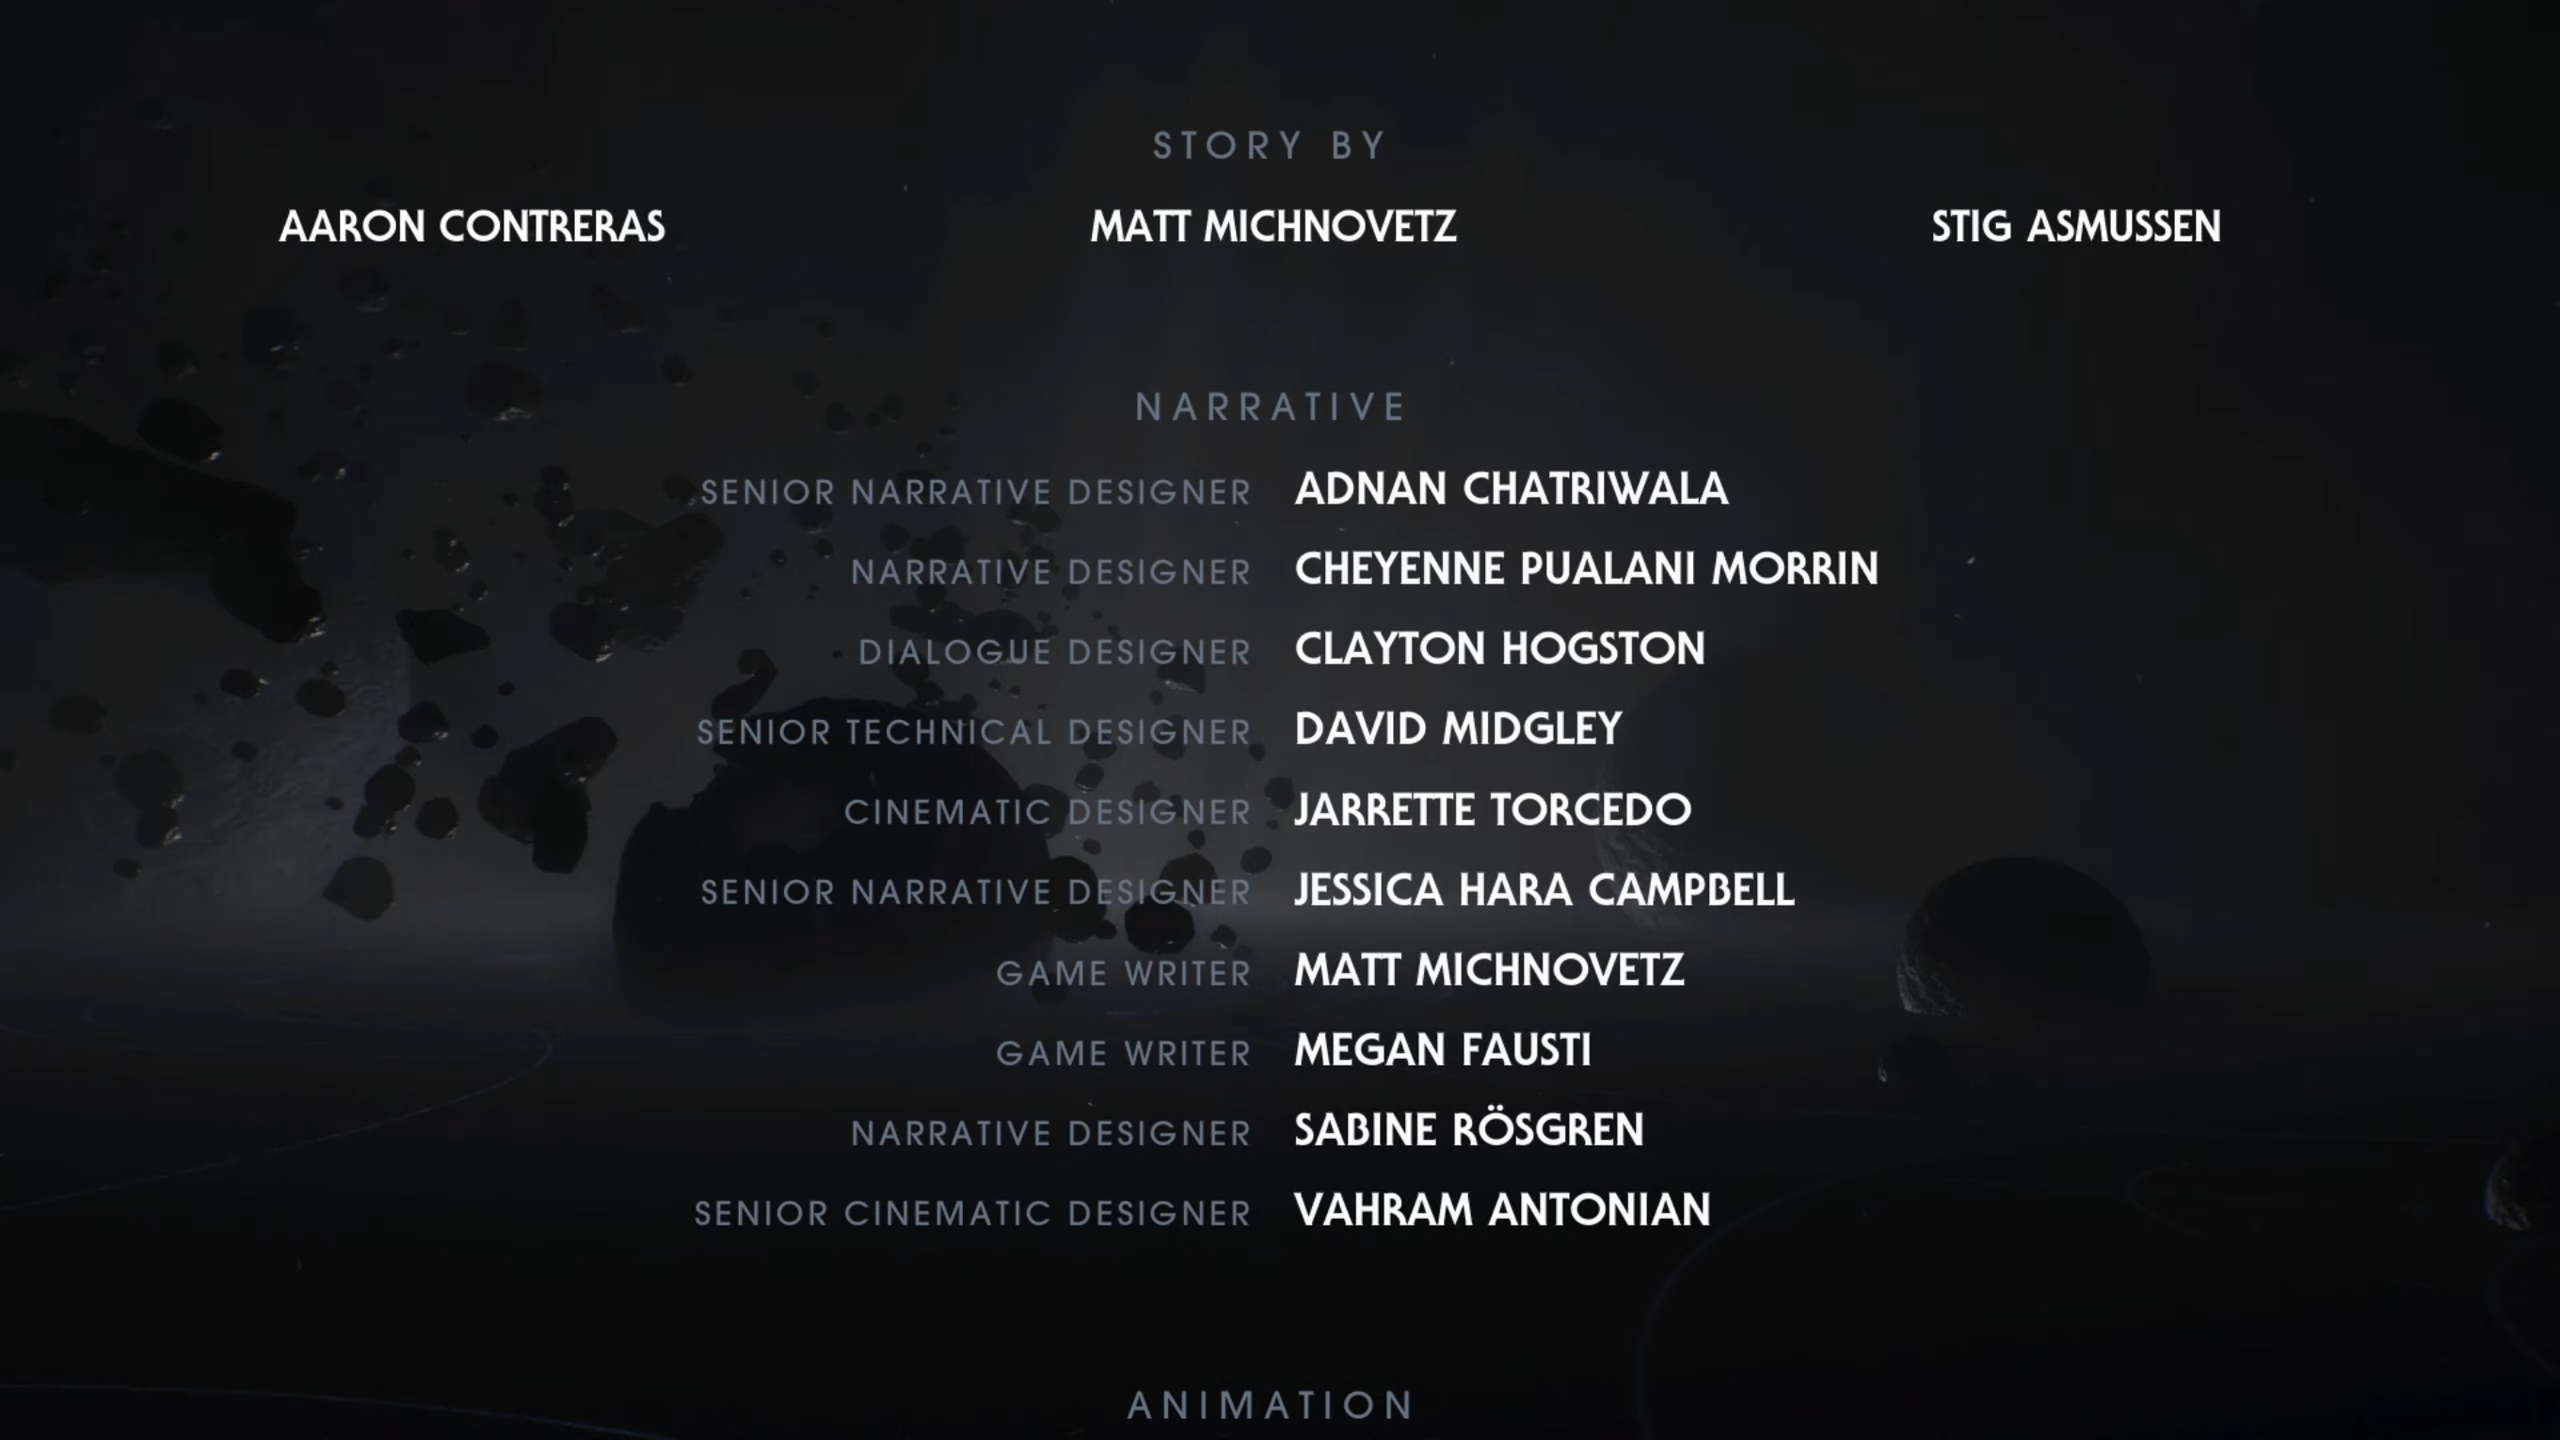 STORY BY
AARON CONTRERAS MATT MICHNOVETZ STIG ASMUSSEN
NARRATIVE
SENIOR NARRATIVE DESIGNER ADNAN CHATRIWALA
NARRATIVE DESIGNER CHEYENNE PUALANI MORRIN
DIALOGUE DESIGNER CLAYTON HOGSTON
SENIOR TECHNICAL DESIGNER DAVID MIDGLEY
CINEMATIC DESIGNER JARRETTE TORCEDO
SENIOR NARRATIVE DESIGNER JESSICA HARA CAMPBELL
GAME WRITER MATT MICHNOVETZ
GAME WRITER MEGAN FAUSTI
NARRATIVE DESIGNER SABINE RÖSGREN
SENIOR CINEMATIC DESIGNER VAHRAM ANTONIAN
ANIMATION